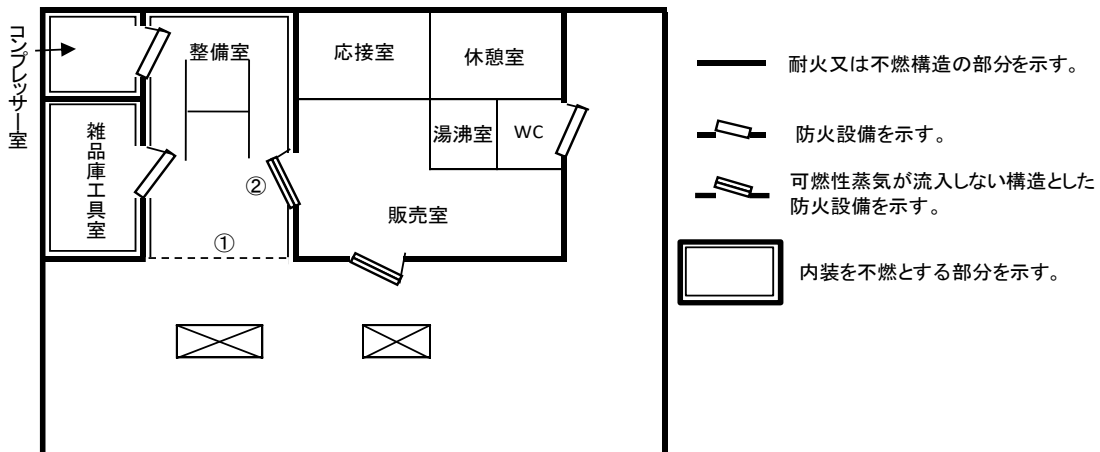 コンプレッサー室
整備室
応接室
休憩室
雑品庫工具室
湯沸室
WC
②
販売室
①
耐火又は不燃構造の部分を示す。
防火設備を示す。
可燃性蒸気が流入しない構造とした
防火設備を示す。
内装を不燃とする部分を示す。